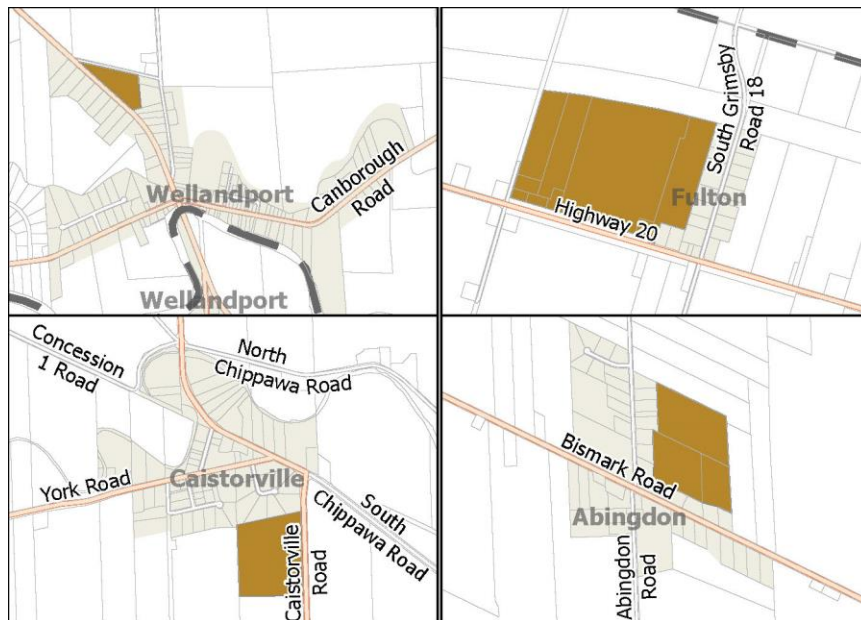 Wellandport
Canborough
Road
Wellandport
South Grimsby
Road 18
Fulton
Highway 20
Concession
1 Road
North
Chippawa Road
Caistorville
York Road
South
Chippawa Road
Caistorville
Road
Bismark Road
Abingdon
Abingdon
Road